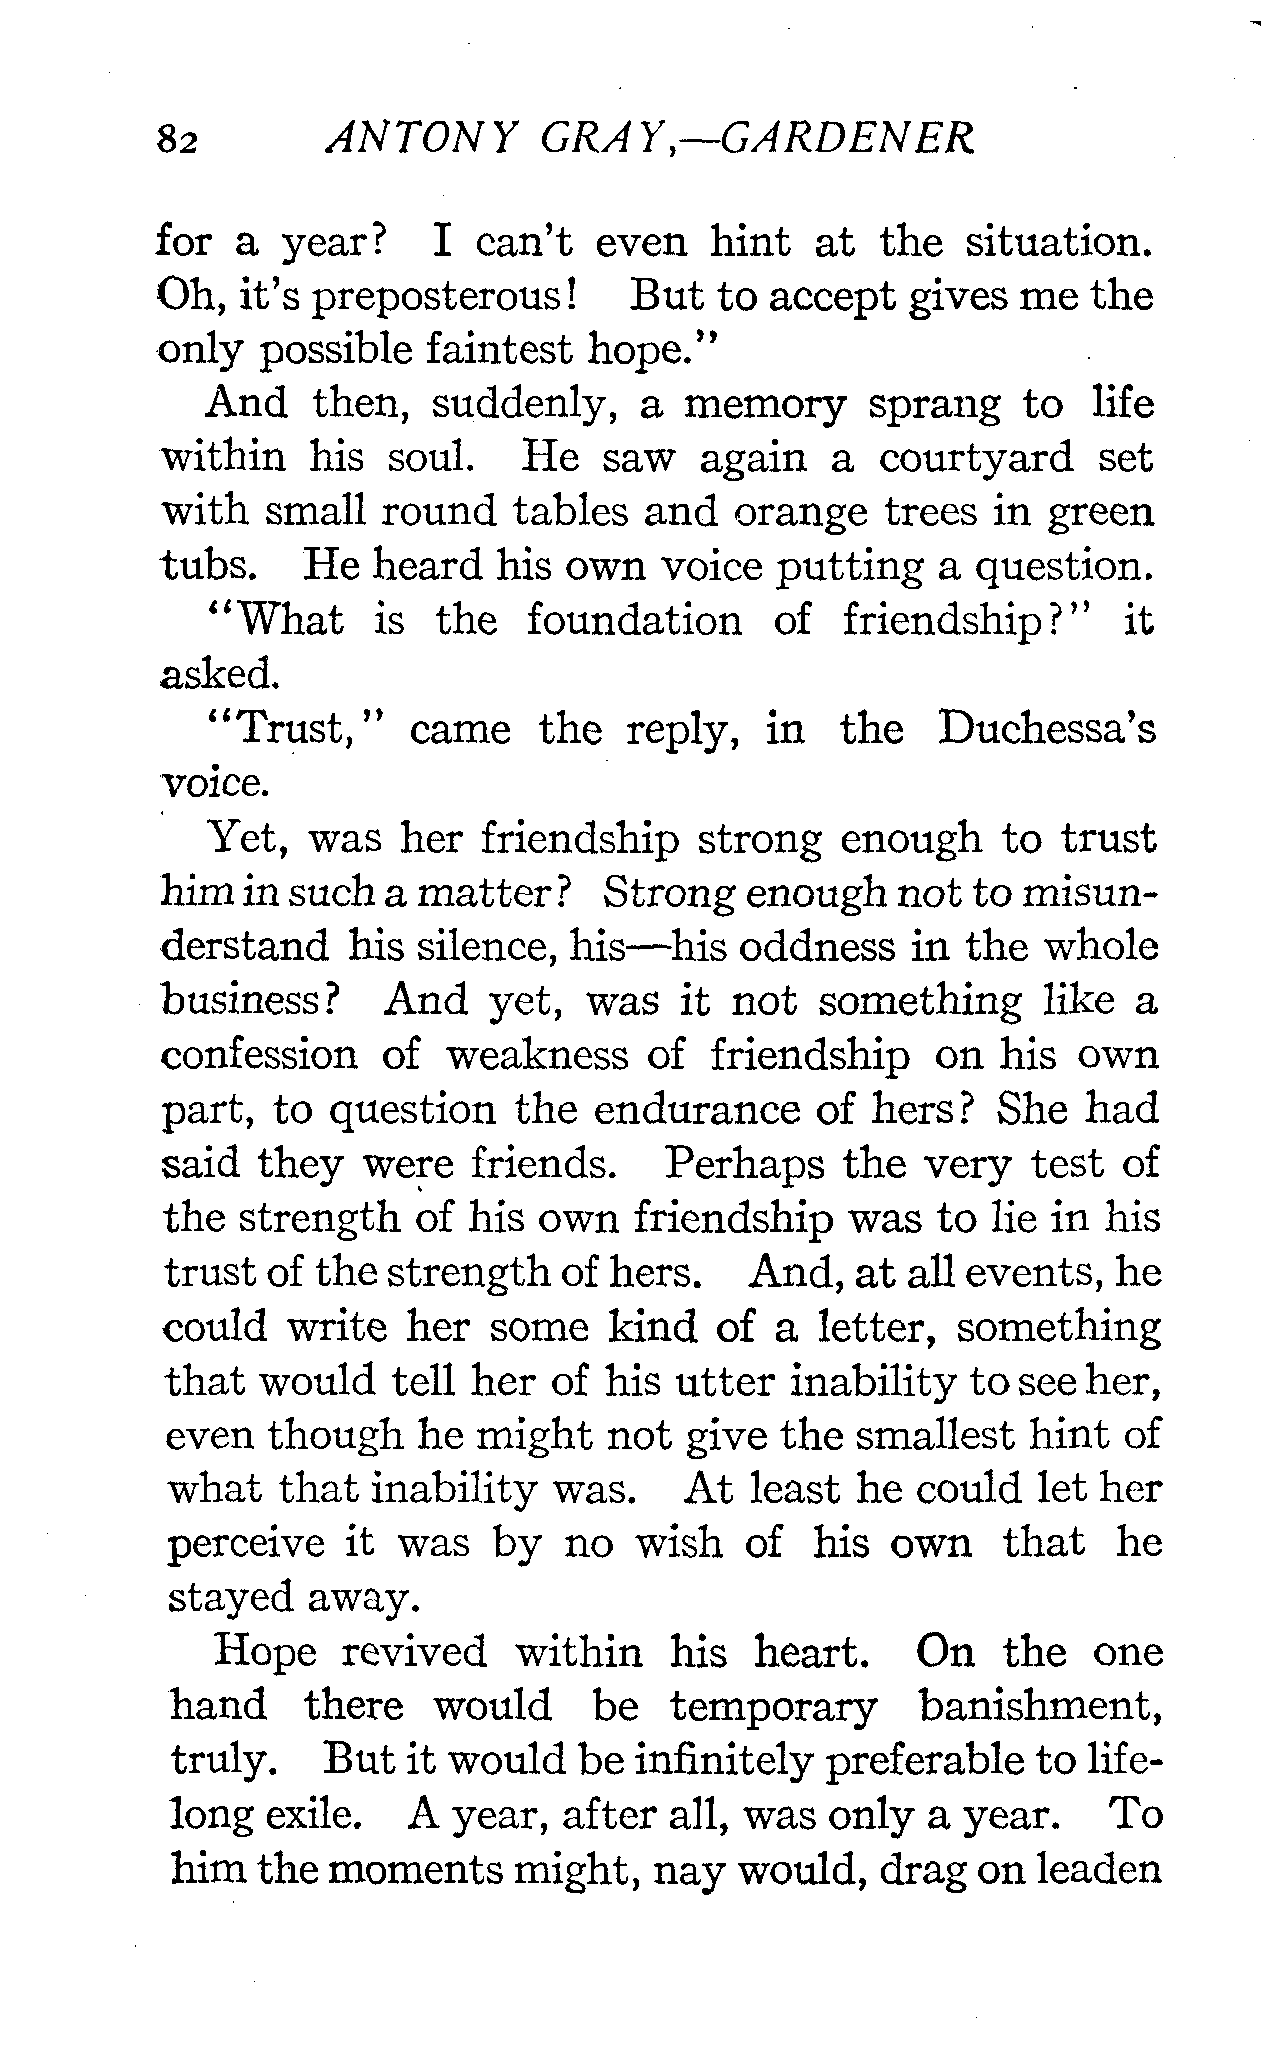 82 ANTONY GRAY,—GARDENER
for a year? I can't even hint at the situation.
Oh, it's preposterous! But to accept gives me the
only possible faintest hope."
And then, suddenly, a memory sprang to life
within his soul. He saw again a courtyard set
with small round tables and orange trees in green
tubs. He heard his own voice putting a question.
"What is the foundation of friendship?" it
asked.
"Trust," came the reply, in the Duchessa's
voice.
Yet, was her friendship strong enough to trust
him in such a matter? Strong enough not to misun-
derstand his silence, his—his oddness in the whole
business? And yet, was it not something like a
confession of weakness of friendship on his own
part, to question the endurance of hers? She had
said they were friends. Perhaps the very test of
the strength of his own friendship was to lie in his
trust of the strength of hers. And, at all events, he
could write her some kind of a letter, something
that would tell her of his utter inability to see her,
even though he might not give the smallest hint of
what that inability was. At least he could let her
perceive it was by no wish of his own that he
stayed away.
Hope revived within his heart. On the one
hand there would be temporary banishment,
truly. But it would be infinitely preferable to life-
long exile. A year, after all, was only a year. To
him the moments might, nay would, drag on leaden